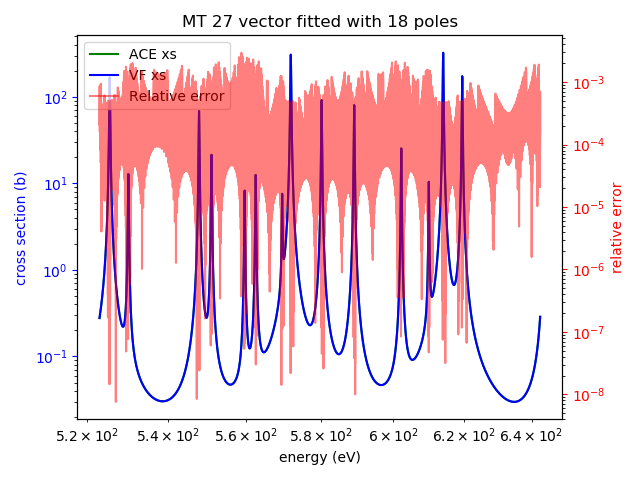 MT 27 vector fitted with 18 poles
ACE xs
VF xs
Relative error
cross section (b)
10² 10¹ 10⁰ 10⁻¹
relative error
10⁻³ 10⁻⁴ 10⁻⁵ 10⁻⁶ 10⁻⁷ 10⁻⁸
5.2 × 10² 5.4 × 10² 5.6 × 10² 5.8 × 10² 6 × 10² 6.2 × 10² 6.4 × 10²
energy (eV)